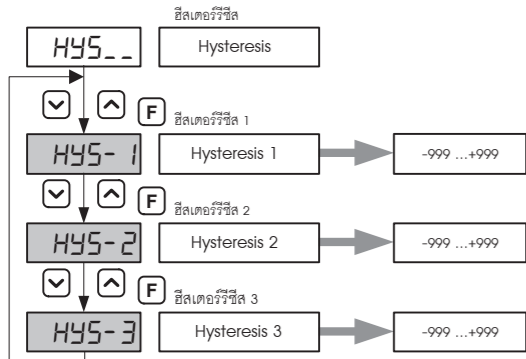 ฮีสเตอร์รีซีส
HYS_ _
Hysteresis
F
ฮีสเตอร์รีซีส 1
HYS- 1
Hysteresis 1
-999 ...+999
F
ฮีสเตอร์รีซีส 2
HYS-2
Hysteresis 2
-999 ...+999
F
ฮีสเตอร์รีซีส 3
HYS-3
Hysteresis 3
-999 ...+999